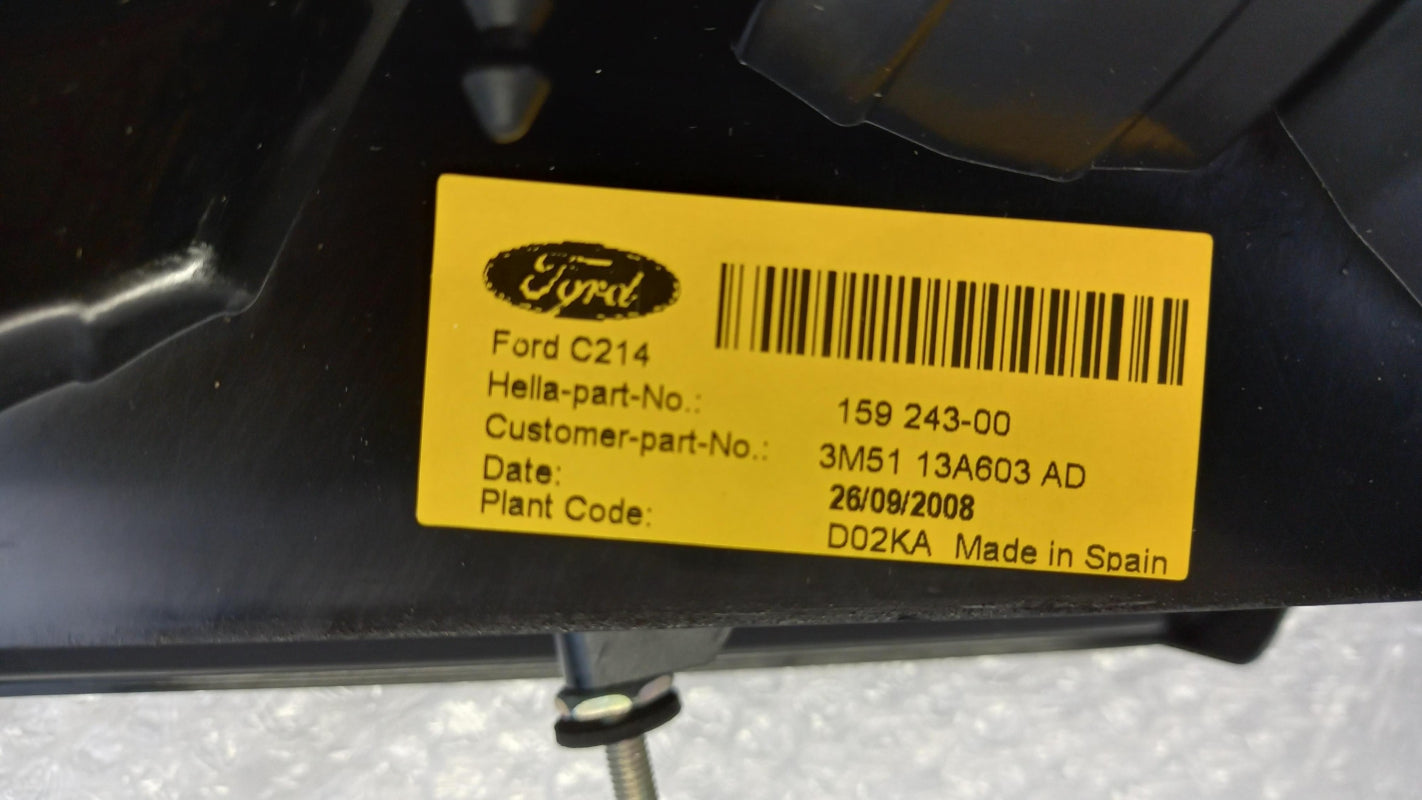 Ford
Ford C214
Hella-part-No.: 159 243-00
Customer-part-No.: 3M51 13A603 AD
Date: 26/09/2008
Plant Code: D02KA Made in Spain